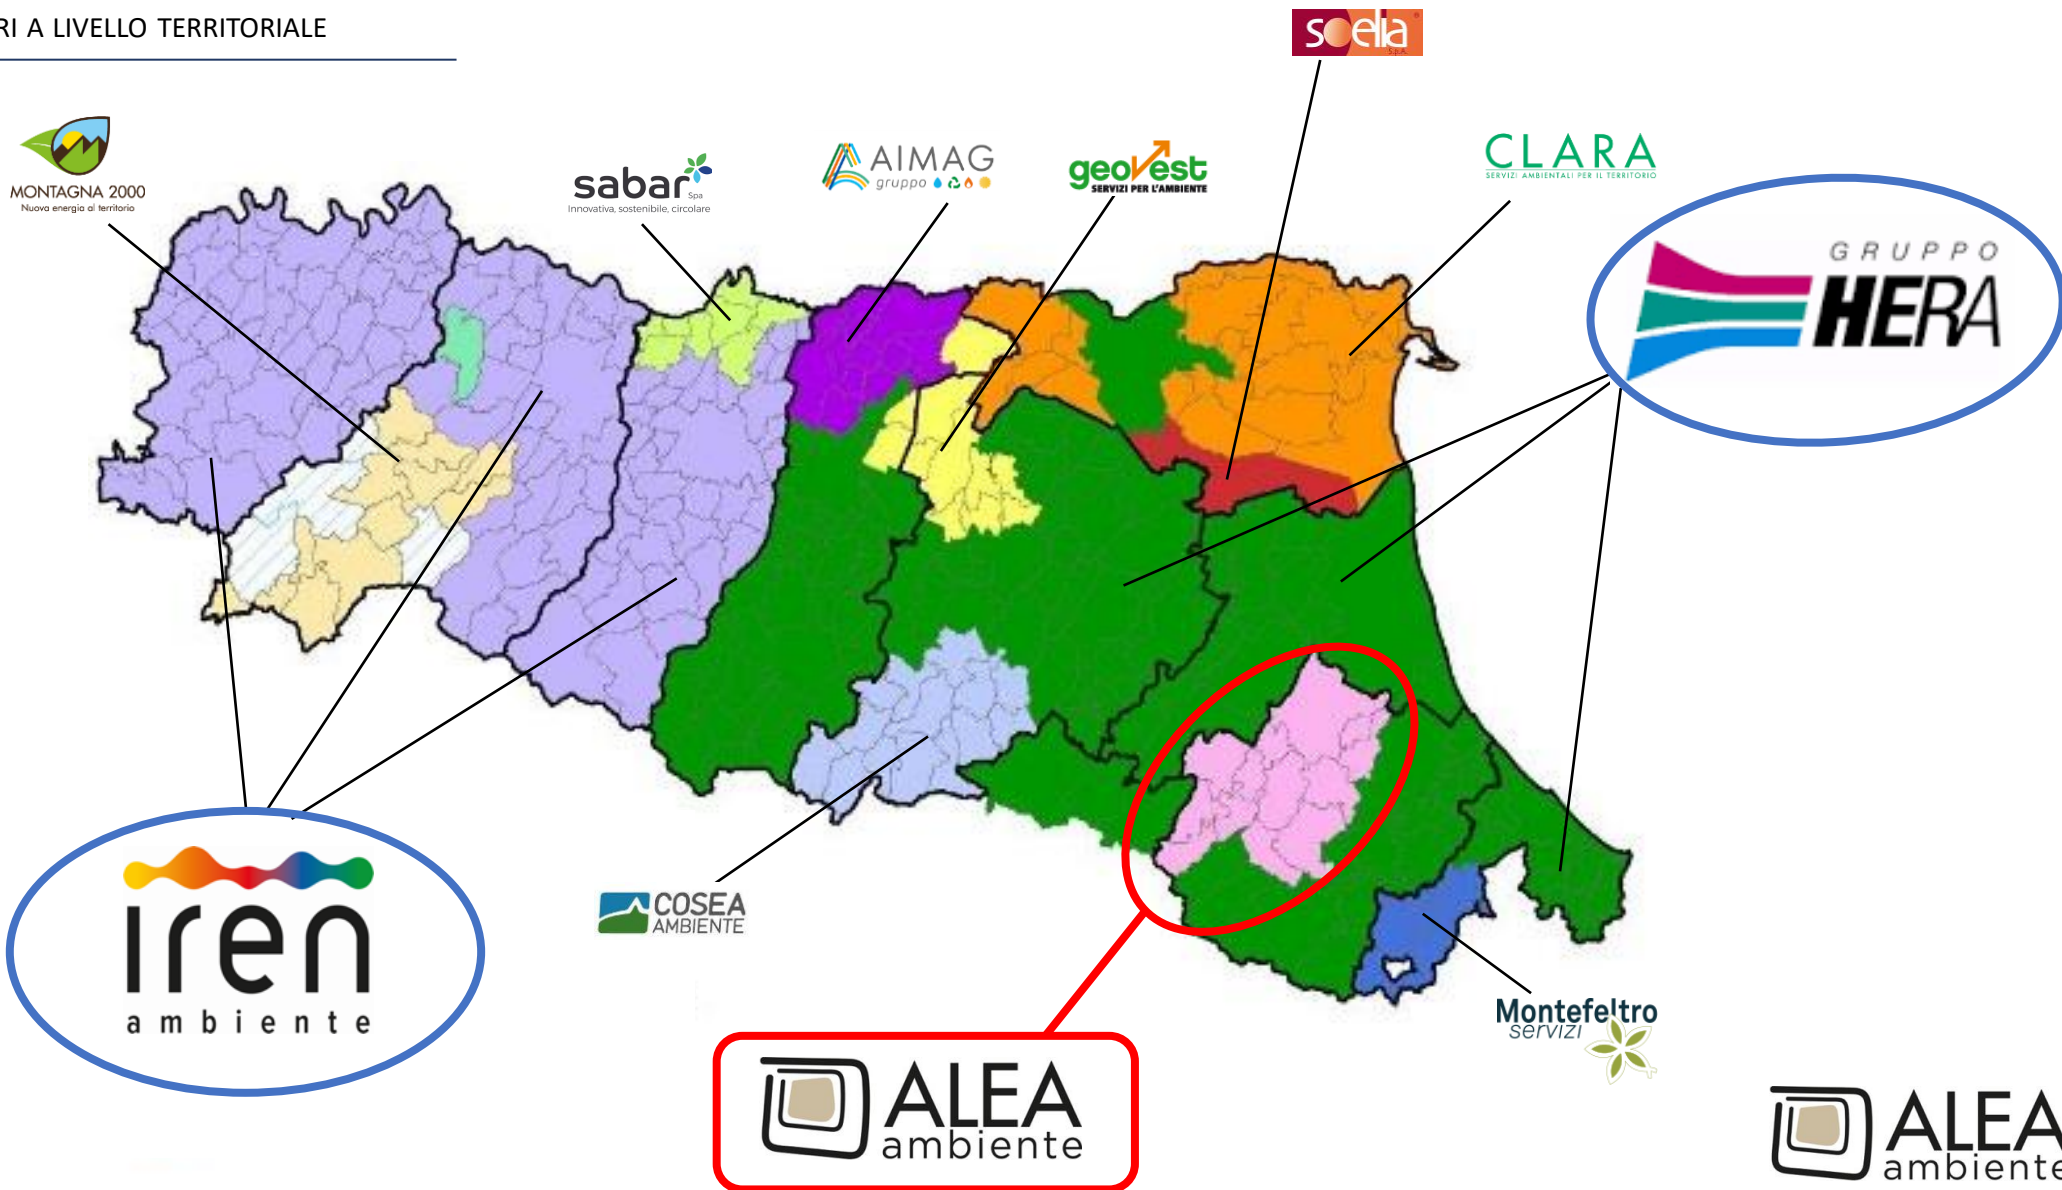 RI A LIVELLO TERRITORIALE
soelia
S.p.A.
MONTAGNA 2000
Nuova energia al territorio
sabar
Spa
Innovativa, sostenibile, circolare
AIMAG
gruppo
geovest
SERVIZI PER L'AMBIENTE
CLARA
SERVIZI AMBIENTALI PER IL TERRITORIO
GRUPPO
HERA
iren
ambiente
COSEA
AMBIENTE
ALEA
ambiente
Montefeltro
servizi
ALEA
ambiente